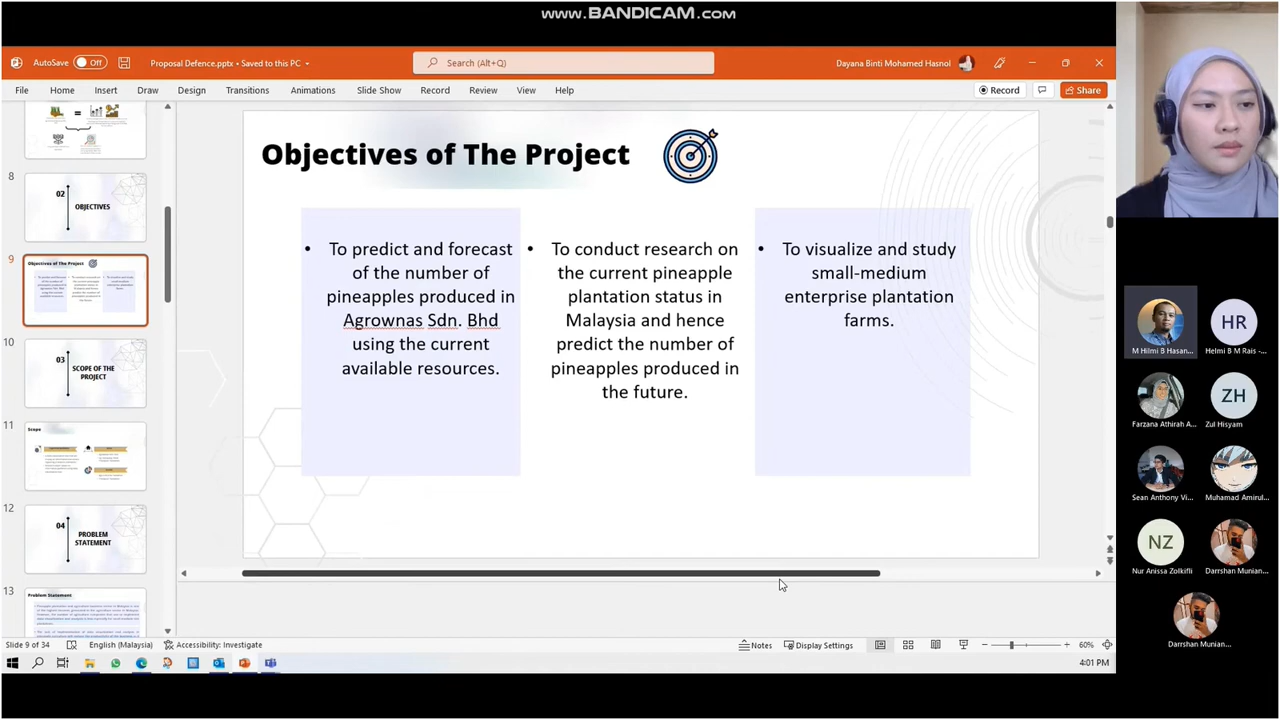 WWW.BANDICAM.COM
AutoSave Off Proposal Defence.pptx • Saved to this PC Search (Alt+Q) Dayana Binti Mohamed Hasnol
File Home Insert Draw Design Transitions Animations Slide Show Record Review View Help Record Share
8
02
OBJECTIVES
9
Objectives of The Project
10
03
SCOPE OF THE
PROJECT
11
Scope
12
04
PROBLEM
STATEMENT
13
Problem Statement
Objectives of The Project
• To predict and forecast
of the number of
pineapples produced in
Agrownas Sdn. Bhd
using the current
available resources.
• To conduct research on
the current pineapple
plantation status in
Malaysia and hence
predict the number of
pineapples produced in
the future.
• To visualize and study
small-medium
enterprise plantation
farms.
M Hilmi B Hasan...
HR
Helmi B M Rais -...
Farzana Athirah A...
ZH
Zul Hisyam
Sean Anthony Vi...
Muhamad Amirul...
NZ
Nur Anissa Zolkifli
Darrshan Munian...
Darrshan Munian...
Slide 9 of 34 English (Malaysia) Accessibility: Investigate Notes Display Settings 60%
4:01 PM